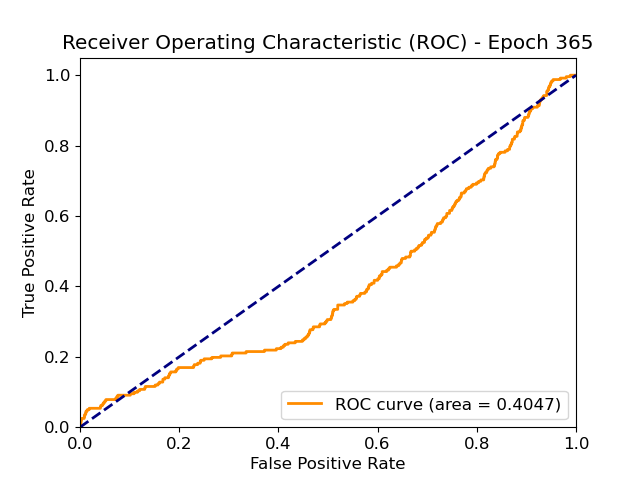 Receiver Operating Characteristic (ROC) - Epoch 365
True Positive Rate
1.0
0.8
0.6
0.4
0.2
0.0
ROC curve (area = 0.4047)
0.0 0.2 0.4 0.6 0.8 1.0
False Positive Rate